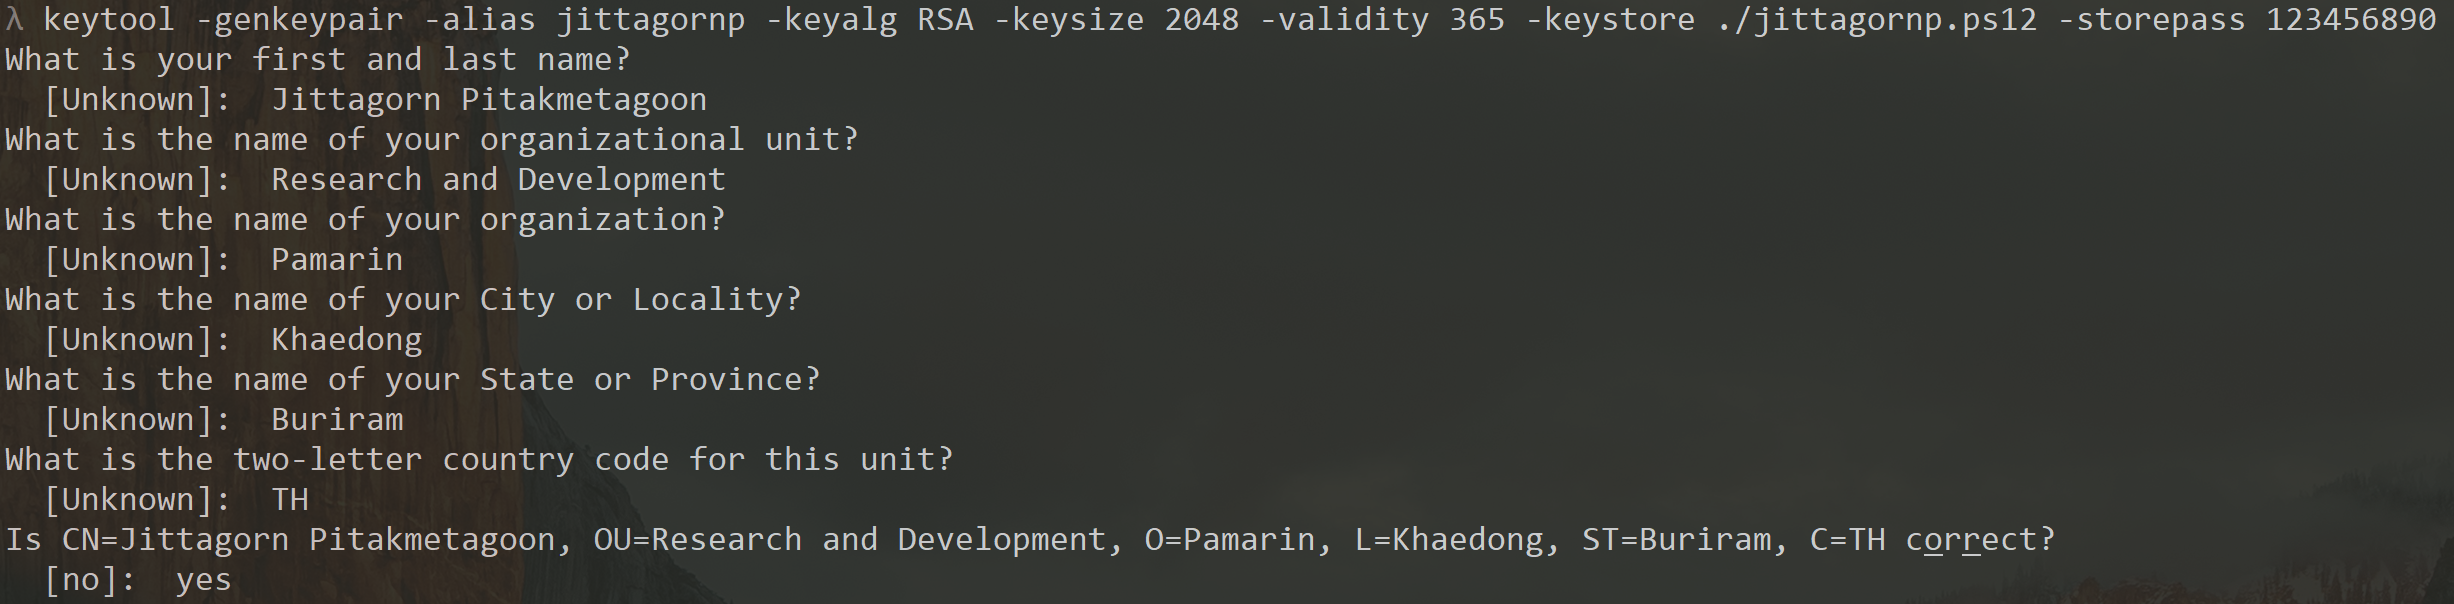 λ keytool -genkeypair -alias jittagornp -keyalg RSA -keysize 2048 -validity 365 -keystore ./jittagornp.ps12 -storepass 123456890
What is your first and last name?
  [Unknown]:  Jittagorn Pitakmetagoon
What is the name of your organizational unit?
  [Unknown]:  Research and Development
What is the name of your organization?
  [Unknown]:  Pamarin
What is the name of your City or Locality?
  [Unknown]:  Khaedong
What is the name of your State or Province?
  [Unknown]:  Buriram
What is the two-letter country code for this unit?
  [Unknown]:  TH
Is CN=Jittagorn Pitakmetagoon, OU=Research and Development, O=Pamarin, L=Khaedong, ST=Buriram, C=TH correct?
  [no]:  yes